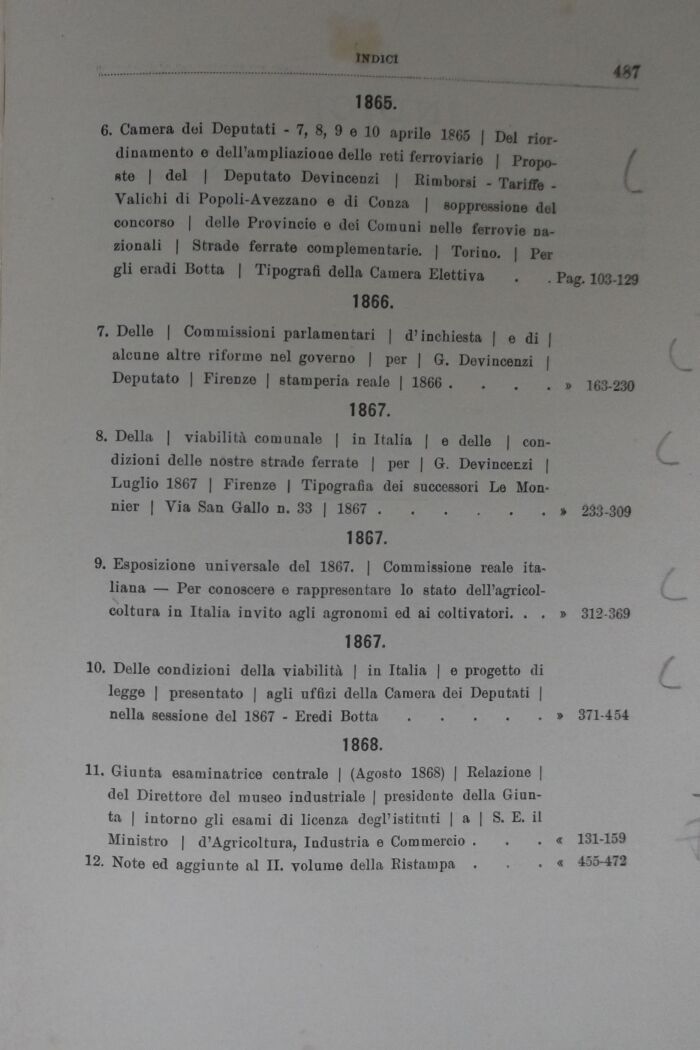 INDICI
487
1865.
6. Camera dei Deputati - 7, 8, 9 e 10 aprile 1865 | Del rior-
dinamento e dell'ampliazione delle reti ferroviarie | Propo-
ste | del | Deputato Devincenzi | Rimborsi - Tariffe -
Valichi di Popoli-Avezzano e di Conza | soppressione del
concorso | delle Provincie e dei Comuni nelle ferrovie na-
zionali | Strade ferrate complementarie. | Torino. | Per
gli eradi Botta | Tipografi della Camera Elettiva . . Pag. 103-129
1866.
7. Delle | Commissioni parlamentari | d'inchiesta | e di |
alcune altre riforme nel governo | per | G. Devincenzi |
Deputato | Firenze | stamperia reale | 1866 . . . . » 163-230
1867.
8. Della | viabilità comunale | in Italia | e delle | con-
dizioni delle nostre strade ferrate | per | G. Devincenzi |
Luglio 1867 | Firenze | Tipografia dei successori Le Mon-
nier | Via San Gallo n. 33 | 1867 . . . . . . » 233-309
1867.
9. Esposizione universale del 1867. | Commissione reale ita-
liana — Per conoscere e rappresentare lo stato dell'agricol-
coltura in Italia invito agli agronomi ed ai coltivatori. . . » 312-369
1867.
10. Delle condizioni della viabilità | in Italia | e progetto di
legge | presentato | agli uffizi della Camera dei Deputati |
nella sessione del 1867 - Eredi Botta . . . . . » 371-454
1868.
11. Giunta esaminatrice centrale | (Agosto 1868) | Relazione |
del Direttore del museo industriale | presidente della Giun-
ta | intorno gli esami di licenza degl'istituti | a | S. E. il
Ministro | d'Agricoltura, Industria e Commercio . . . « 131-159
12. Note ed aggiunte al II. volume della Ristampa . . . « 455-472